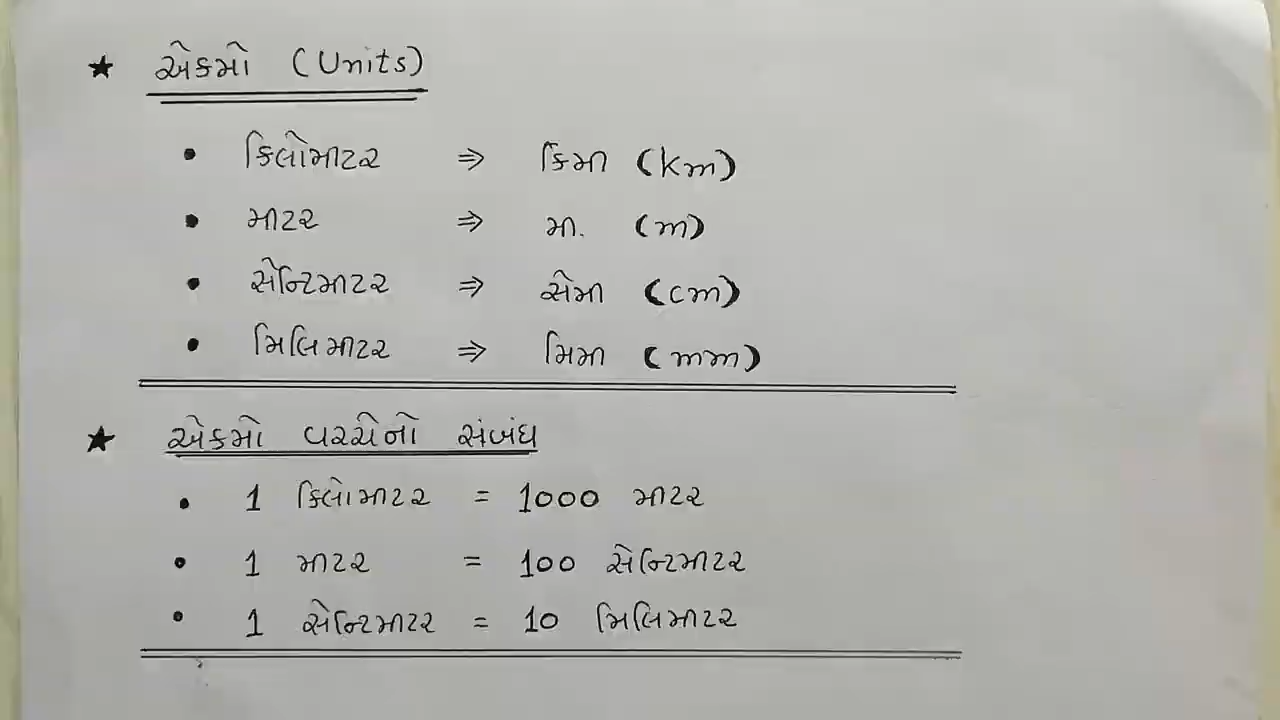 ★ એકમો (Units)
• કિલોમીટર ⇒ કિમી (km)
• મીટર ⇒ મી. (m)
• સેન્ટિમીટર ⇒ સેમી (cm)
• મિલિમીટર ⇒ મિમી (mm)
★ એકમો વચ્ચેનો સંબંધ
• 1 કિલોમીટર = 1000 મીટર
• 1 મીટર = 100 સેન્ટિમીટર
• 1 સેન્ટિમીટર = 10 મિલિમીટર